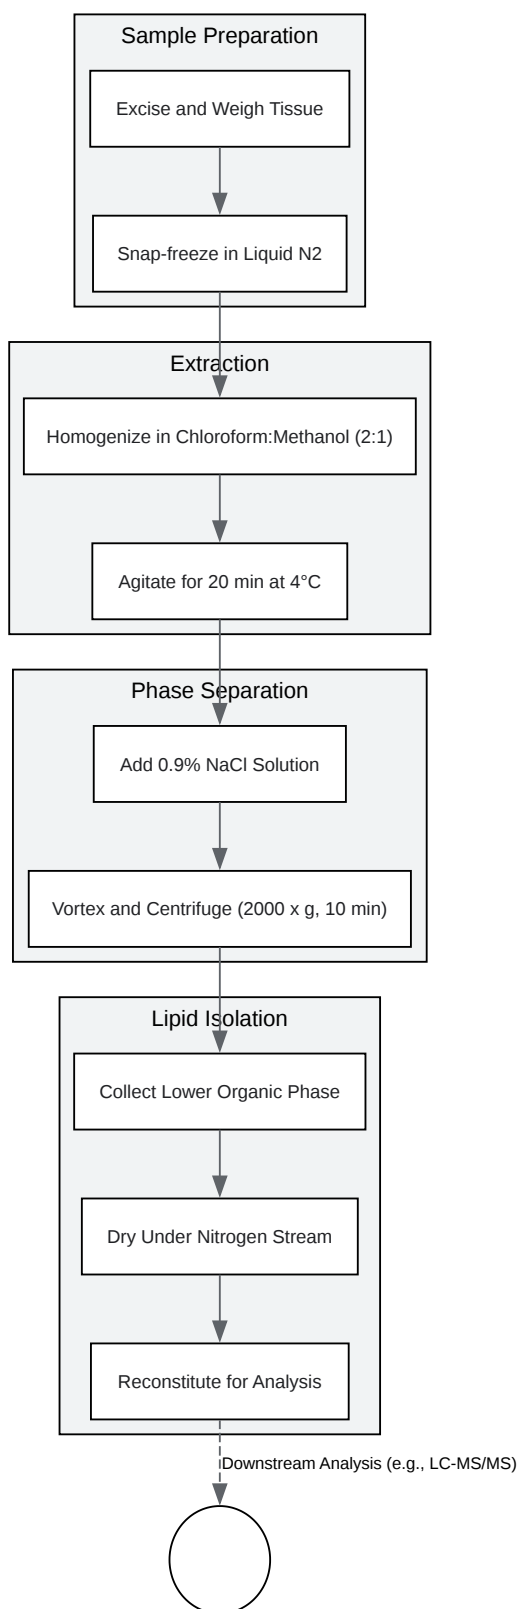 Sample Preparation
Excise and Weigh Tissue
Snap-freeze in Liquid N2
Extraction
Homogenize in Chloroform:Methanol (2:1)
Agitate for 20 min at 4°C
Phase Separation
Add 0.9% NaCl Solution
Vortex and Centrifuge (2000 x g, 10 min)
Lipid Isolation
Collect Lower Organic Phase
Dry Under Nitrogen Stream
Reconstitute for Analysis
Downstream Analysis (e.g., LC-MS/MS)